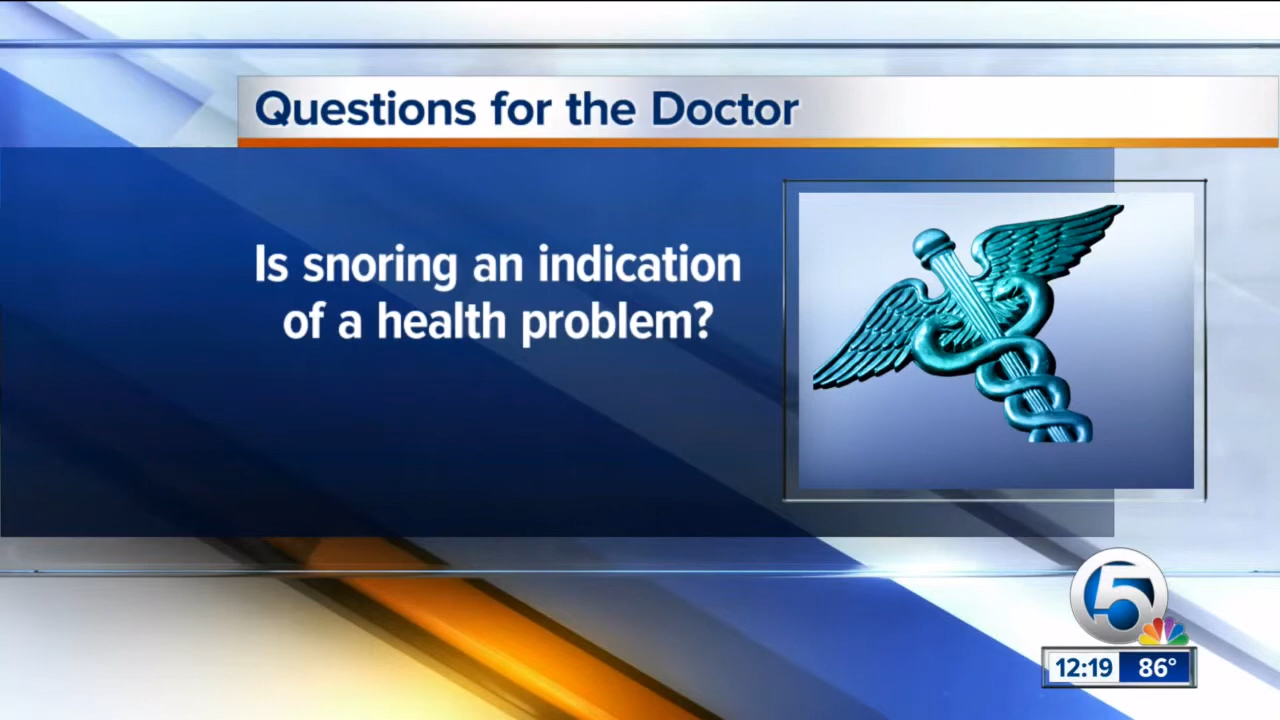 Questions for the Doctor
Is snoring an indication
of a health problem?
5
12:19 86°